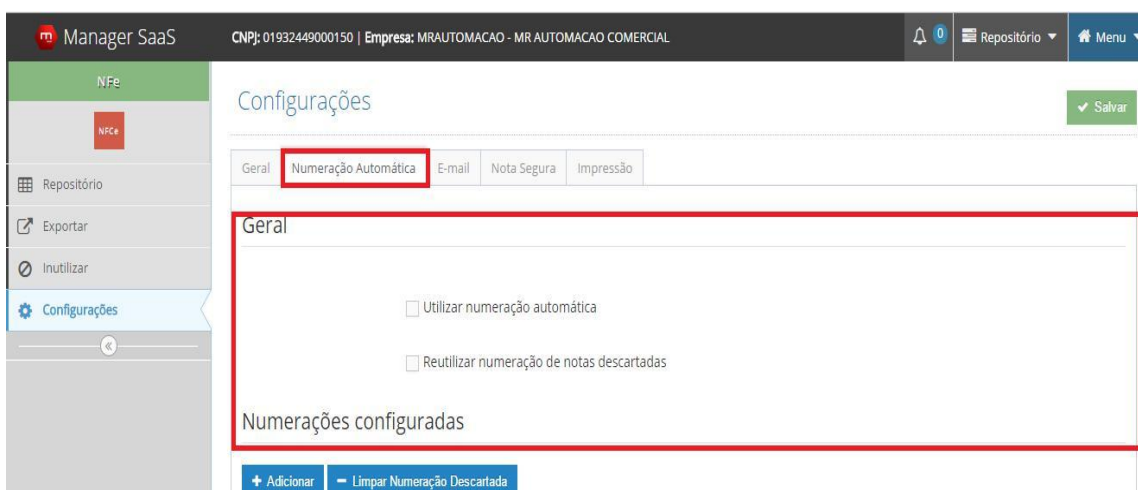 Manager SaaS
CNPJ: 01932449000150 | Empresa: MRAUTOMACAO - MR AUTOMACAO COMERCIAL
0
Repositório
Menu
NFe
NFCe
Repositório
Exportar
Inutilizar
Configurações
Configurações
Salvar
Geral Numeração Automática E-mail Nota Segura Impressão
Geral
Utilizar numeração automática
Reutilizar numeração de notas descartadas
Numerações configuradas
+ Adicionar
− Limpar Numeração Descartada